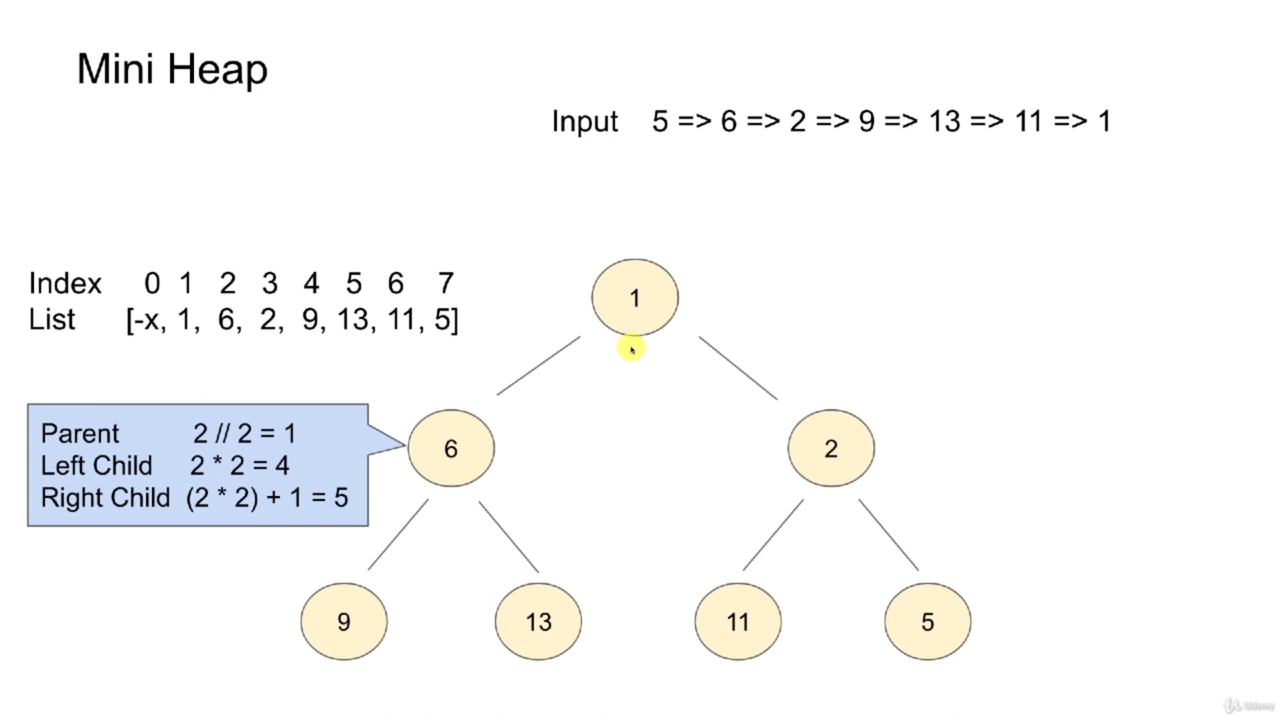 Mini Heap
Input 5 => 6 => 2 => 9 => 13 => 11 => 1
Index 0 1 2 3 4 5 6 7
List [-x, 1, 6, 2, 9, 13, 11, 5]
1
Parent 2 // 2 = 1
Left Child 2 * 2 = 4
Right Child (2 * 2) + 1 = 5
6
2
9
13
11
5
Udemy